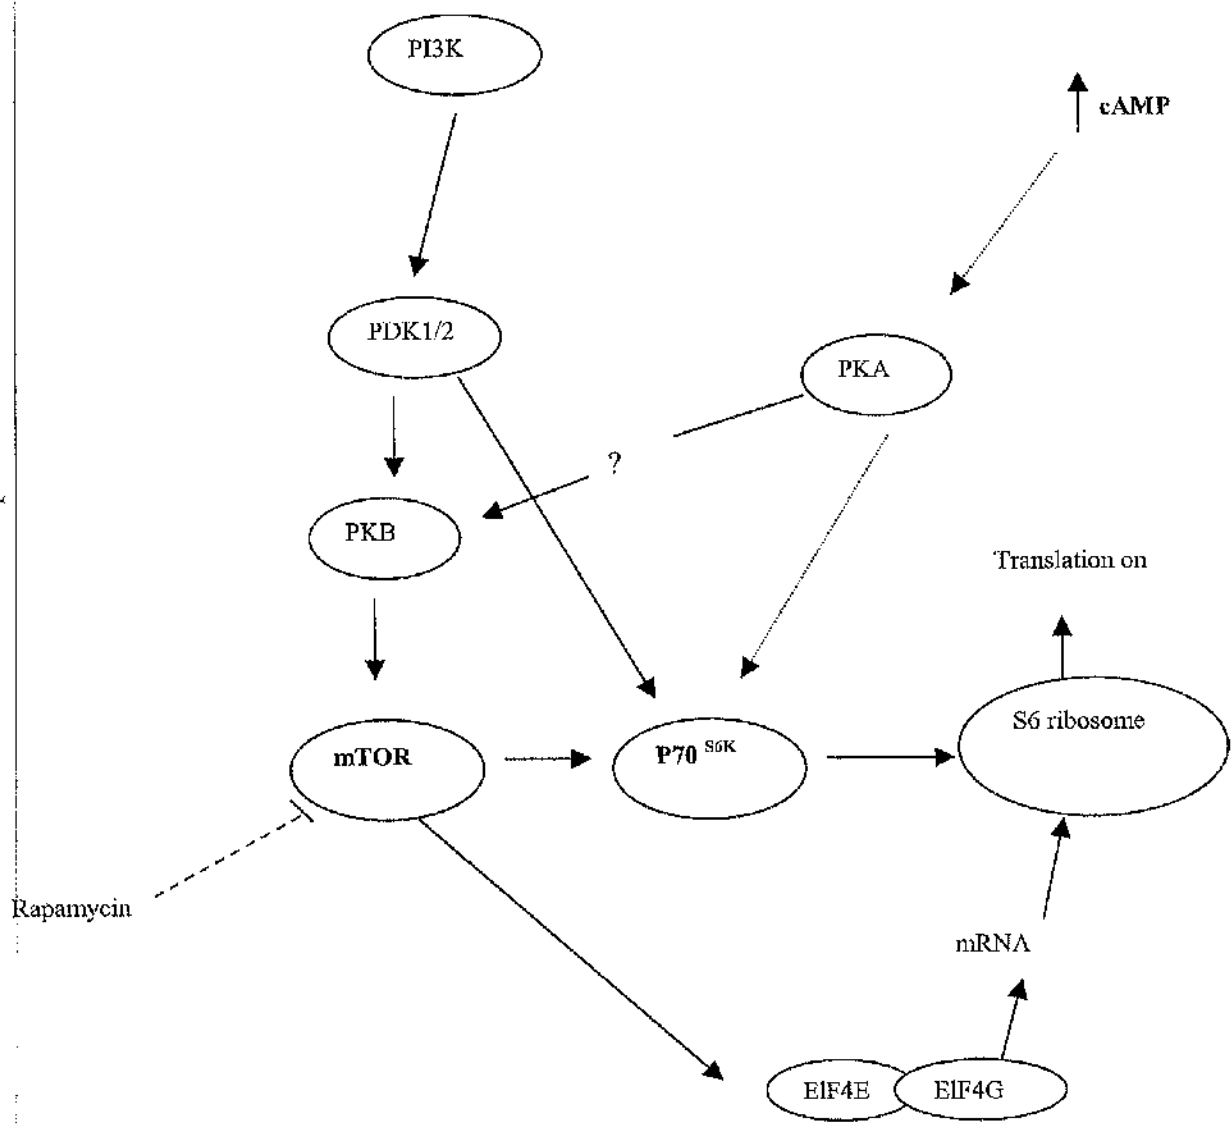 PI3K
cAMP
PDK1/2
PKA
?
PKB
Translation on
S6 ribosome
mTOR
P70 S6K
Rapamycin
mRNA
EIF4E
EIF4G